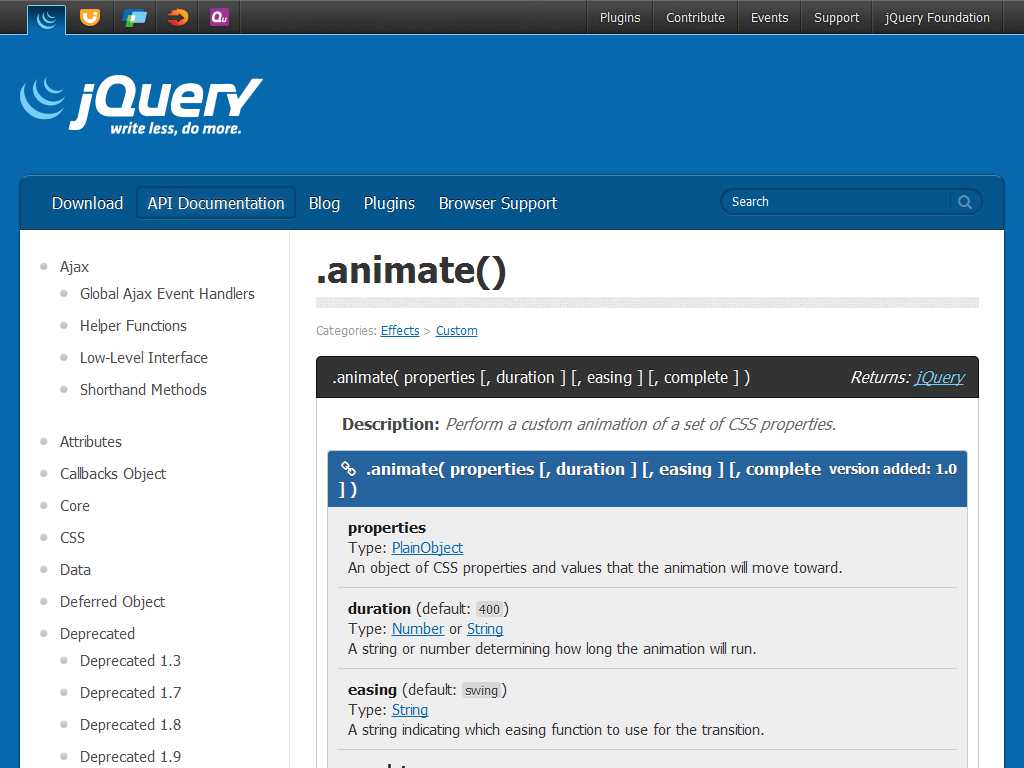 Plugins Contribute Events Support jQuery Foundation
jQuery
write less, do more.
Download API Documentation Blog Plugins Browser Support Search
Ajax
Global Ajax Event Handlers
Helper Functions
Low-Level Interface
Shorthand Methods
Attributes
Callbacks Object
Core
CSS
Data
Deferred Object
Deprecated
Deprecated 1.3
Deprecated 1.7
Deprecated 1.8
Deprecated 1.9
.animate()
Categories: Effects > Custom
.animate( properties [, duration ] [, easing ] [, complete ] ) Returns: jQuery
Description: Perform a custom animation of a set of CSS properties.
.animate( properties [, duration ] [, easing ] [, complete version added: 1.0
] )
properties
Type: PlainObject
An object of CSS properties and values that the animation will move toward.
duration (default: 400)
Type: Number or String
A string or number determining how long the animation will run.
easing (default: swing)
Type: String
A string indicating which easing function to use for the transition.